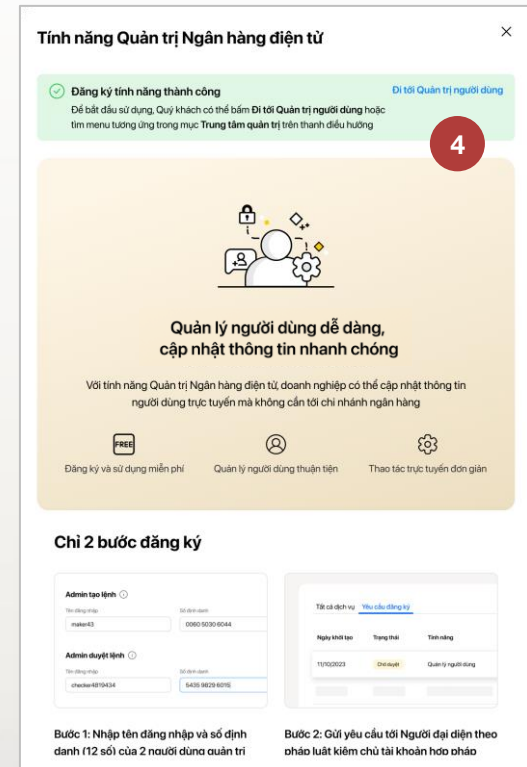 Tính năng Quản trị Ngân hàng điện tử
Đăng ký tính năng thành công
Đi tới Quản trị người dùng
Để bắt đầu sử dụng, Quý khách có thể bấm Đi tới Quản trị người dùng hoặc
tìm menu tương ứng trong mục Trung tâm quản trị trên thanh điều hướng
4
Quản lý người dùng dễ dàng,
cập nhật thông tin nhanh chóng
Với tính năng Quản trị Ngân hàng điện tử, doanh nghiệp có thể cập nhật thông tin
người dùng trực tuyến mà không cần tới chi nhánh ngân hàng
FREE
Đăng ký và sử dụng miễn phí
Quản lý người dùng thuận tiện
Thao tác trực tuyến đơn giản
Chỉ 2 bước đăng ký
Admin tạo lệnh
Tên đăng nhập
Số định danh
maker43
0060 5030 6044
Admin duyệt lệnh
Tên đăng nhập
Số định danh
checker4819434
5435 9829 6015
Tất cả dịch vụ
Yêu cầu đăng ký
Ngày khởi tạo
Trạng thái
Tính năng
11/10/2023
Chờ duyệt
Quản lý người dùng
Bước 1: Nhập tên đăng nhập và số định
danh (12 số) của 2 người dùng quản trị
Bước 2: Gửi yêu cầu tới Người đại diện theo
pháp luật kiêm chủ tài khoản hợp pháp